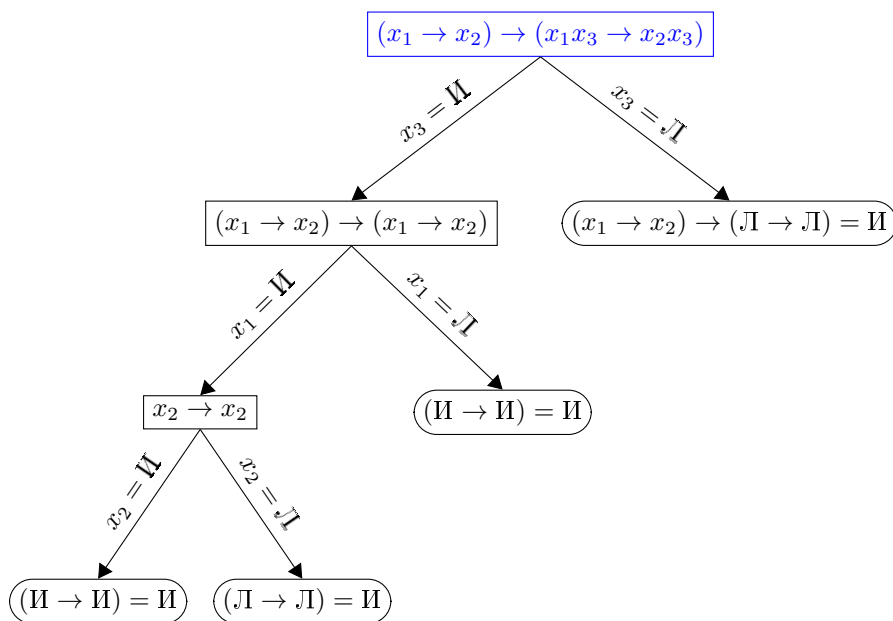 (x₁ → x₂) → (x₁x₃ → x₂x₃)
x₃ = И
x₃ = Л
(x₁ → x₂) → (x₁ → x₂)
(x₁ → x₂) → (Л → Л) = И
x₁ = И
x₁ = Л
x₂ → x₂
(И → И) = И
x₂ = И
x₂ = Л
(И → И) = И
(Л → Л) = И